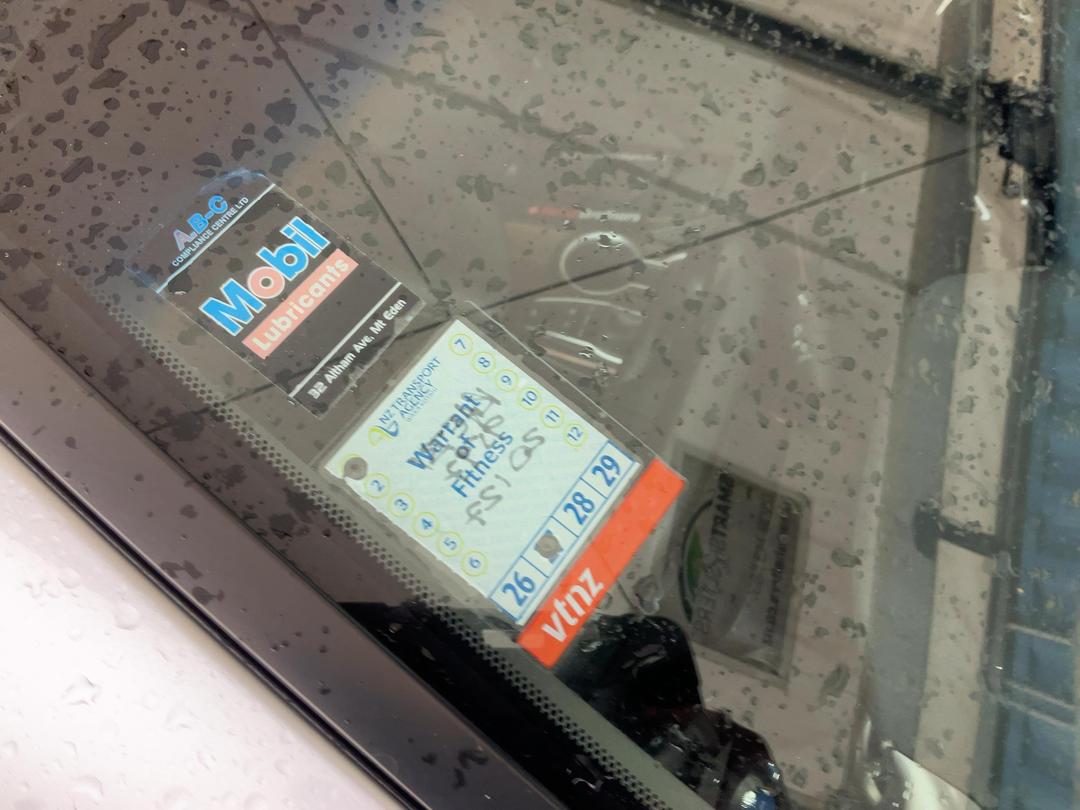 A-B-C
COMPLIANCE CENTRE LTD
Mobil
Lubricants
32 Altham Ave, Mt Eden
NZ TRANSPORT
AGENCY
Warrant
of
Fitness
7
8
9
10
11
12
2
3
4
5
6
26 28 29
vtnz